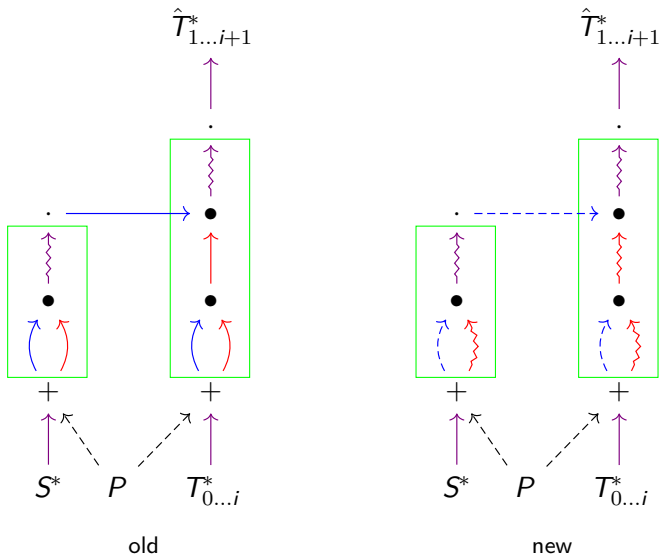 T̂*₁…ᵢ₊₁ T̂*₁…ᵢ₊₁
+ + + +
S* P T*₀…ᵢ S* P T*₀…ᵢ
old new